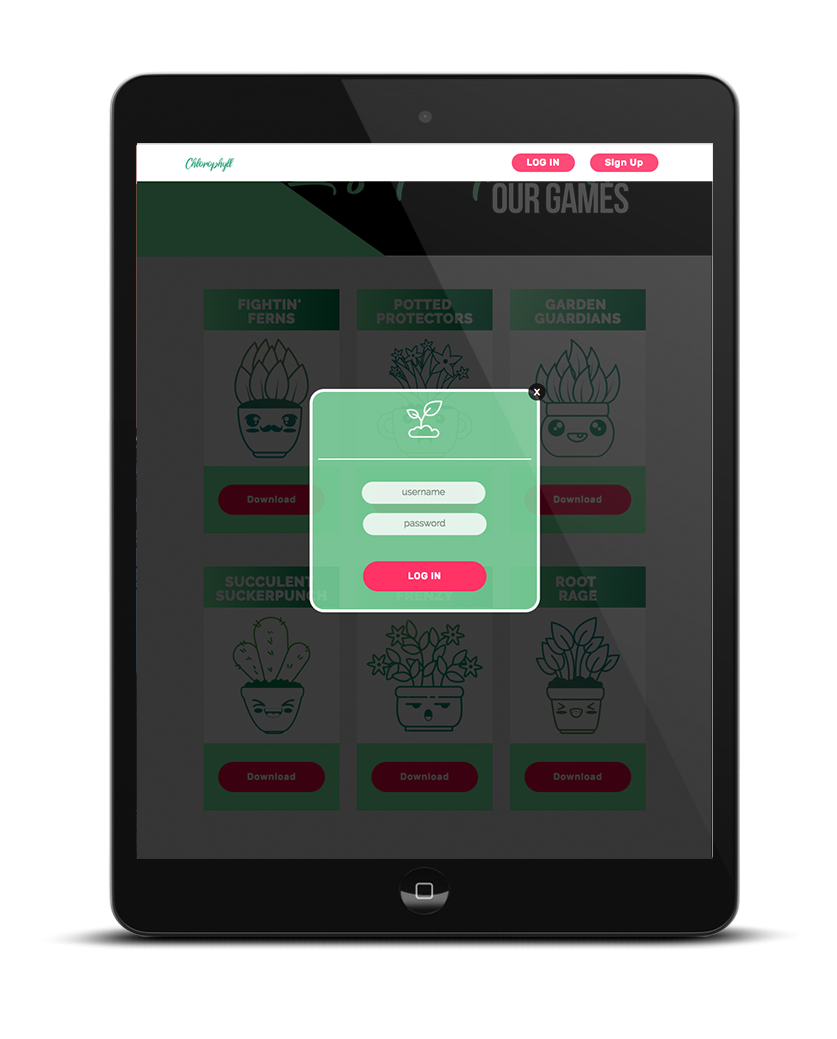 Chlorophyll
LOG IN
Sign Up
OUR GAMES
FIGHTIN'
FERNS
POTTED
PROTECTORS
GARDEN
GUARDIANS
X
username
password
LOG IN
Download
Download
SUCCULENT
SUCKERPUNCH
FRENZY
ROOT
RAGE
Download
Download
Download